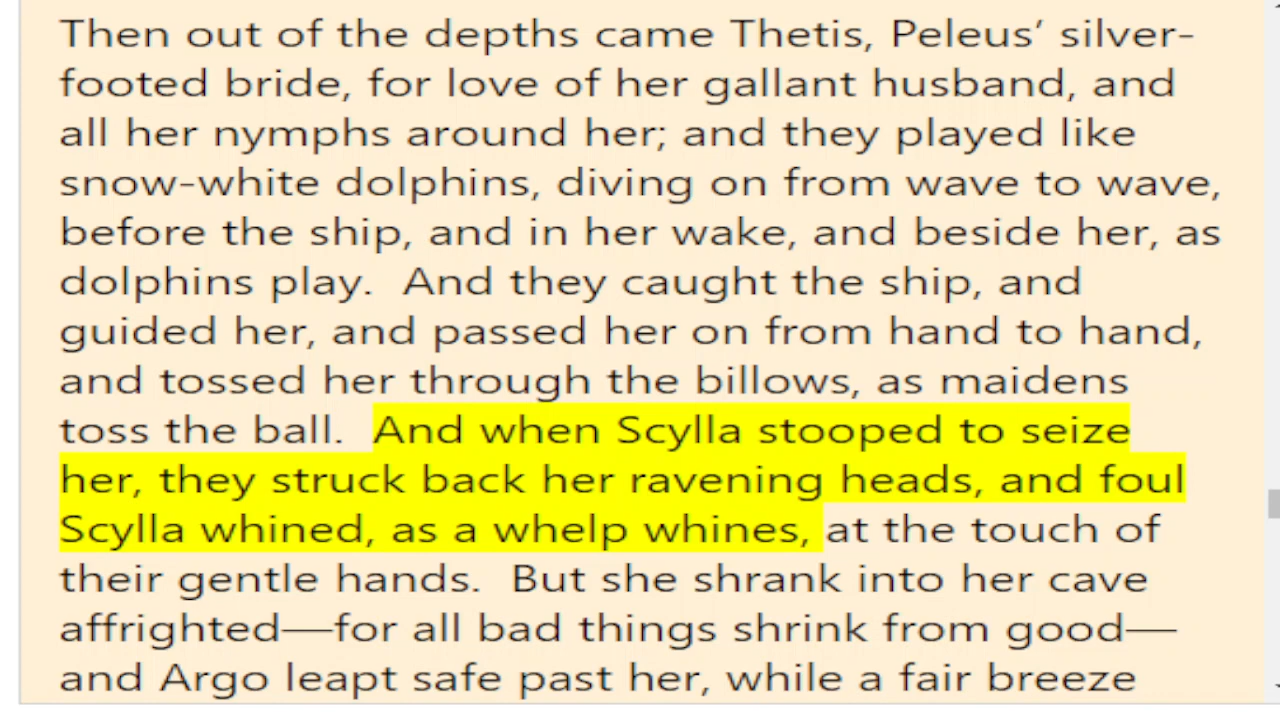 Then out of the depths came Thetis, Peleus’ silver-
footed bride, for love of her gallant husband, and
all her nymphs around her; and they played like
snow-white dolphins, diving on from wave to wave,
before the ship, and in her wake, and beside her, as
dolphins play.  And they caught the ship, and
guided her, and passed her on from hand to hand,
and tossed her through the billows, as maidens
toss the ball.  And when Scylla stooped to seize
her, they struck back her ravening heads, and foul
Scylla whined, as a whelp whines, at the touch of
their gentle hands.  But she shrank into her cave
affrighted—for all bad things shrink from good—
and Argo leapt safe past her, while a fair breeze